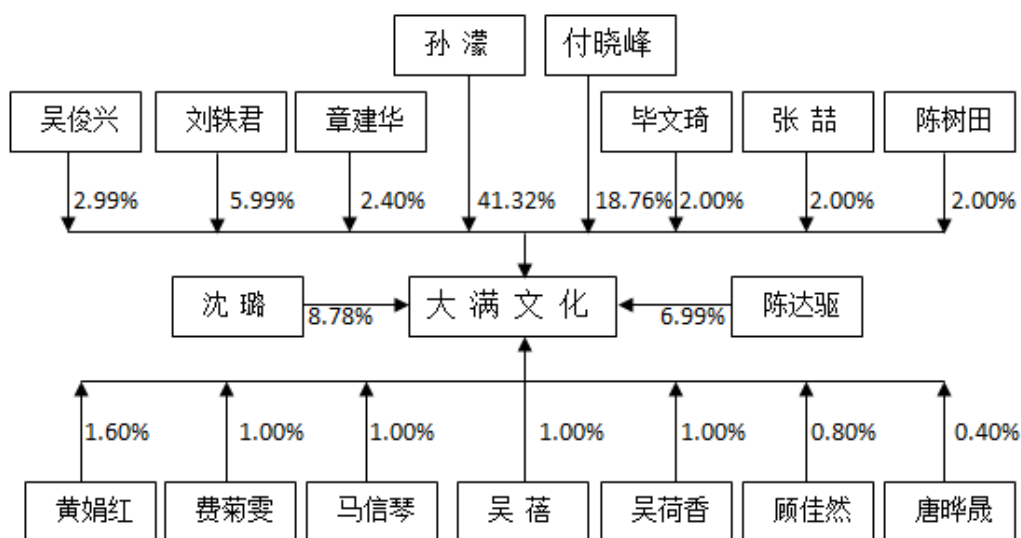 孙 濛
付晓峰
吴俊兴
刘轶君
章建华
毕文琦
张 喆
陈树田
2.99%
5.99%
2.40%
41.32%
18.76%
2.00%
2.00%
2.00%
沈 璐
8.78%
大 满 文 化
6.99%
陈达驱
1.60%
1.00%
1.00%
1.00%
1.00%
0.80%
0.40%
黄娟红
费菊雯
马信琴
吴 蓓
吴荷香
顾佳然
唐晔晟